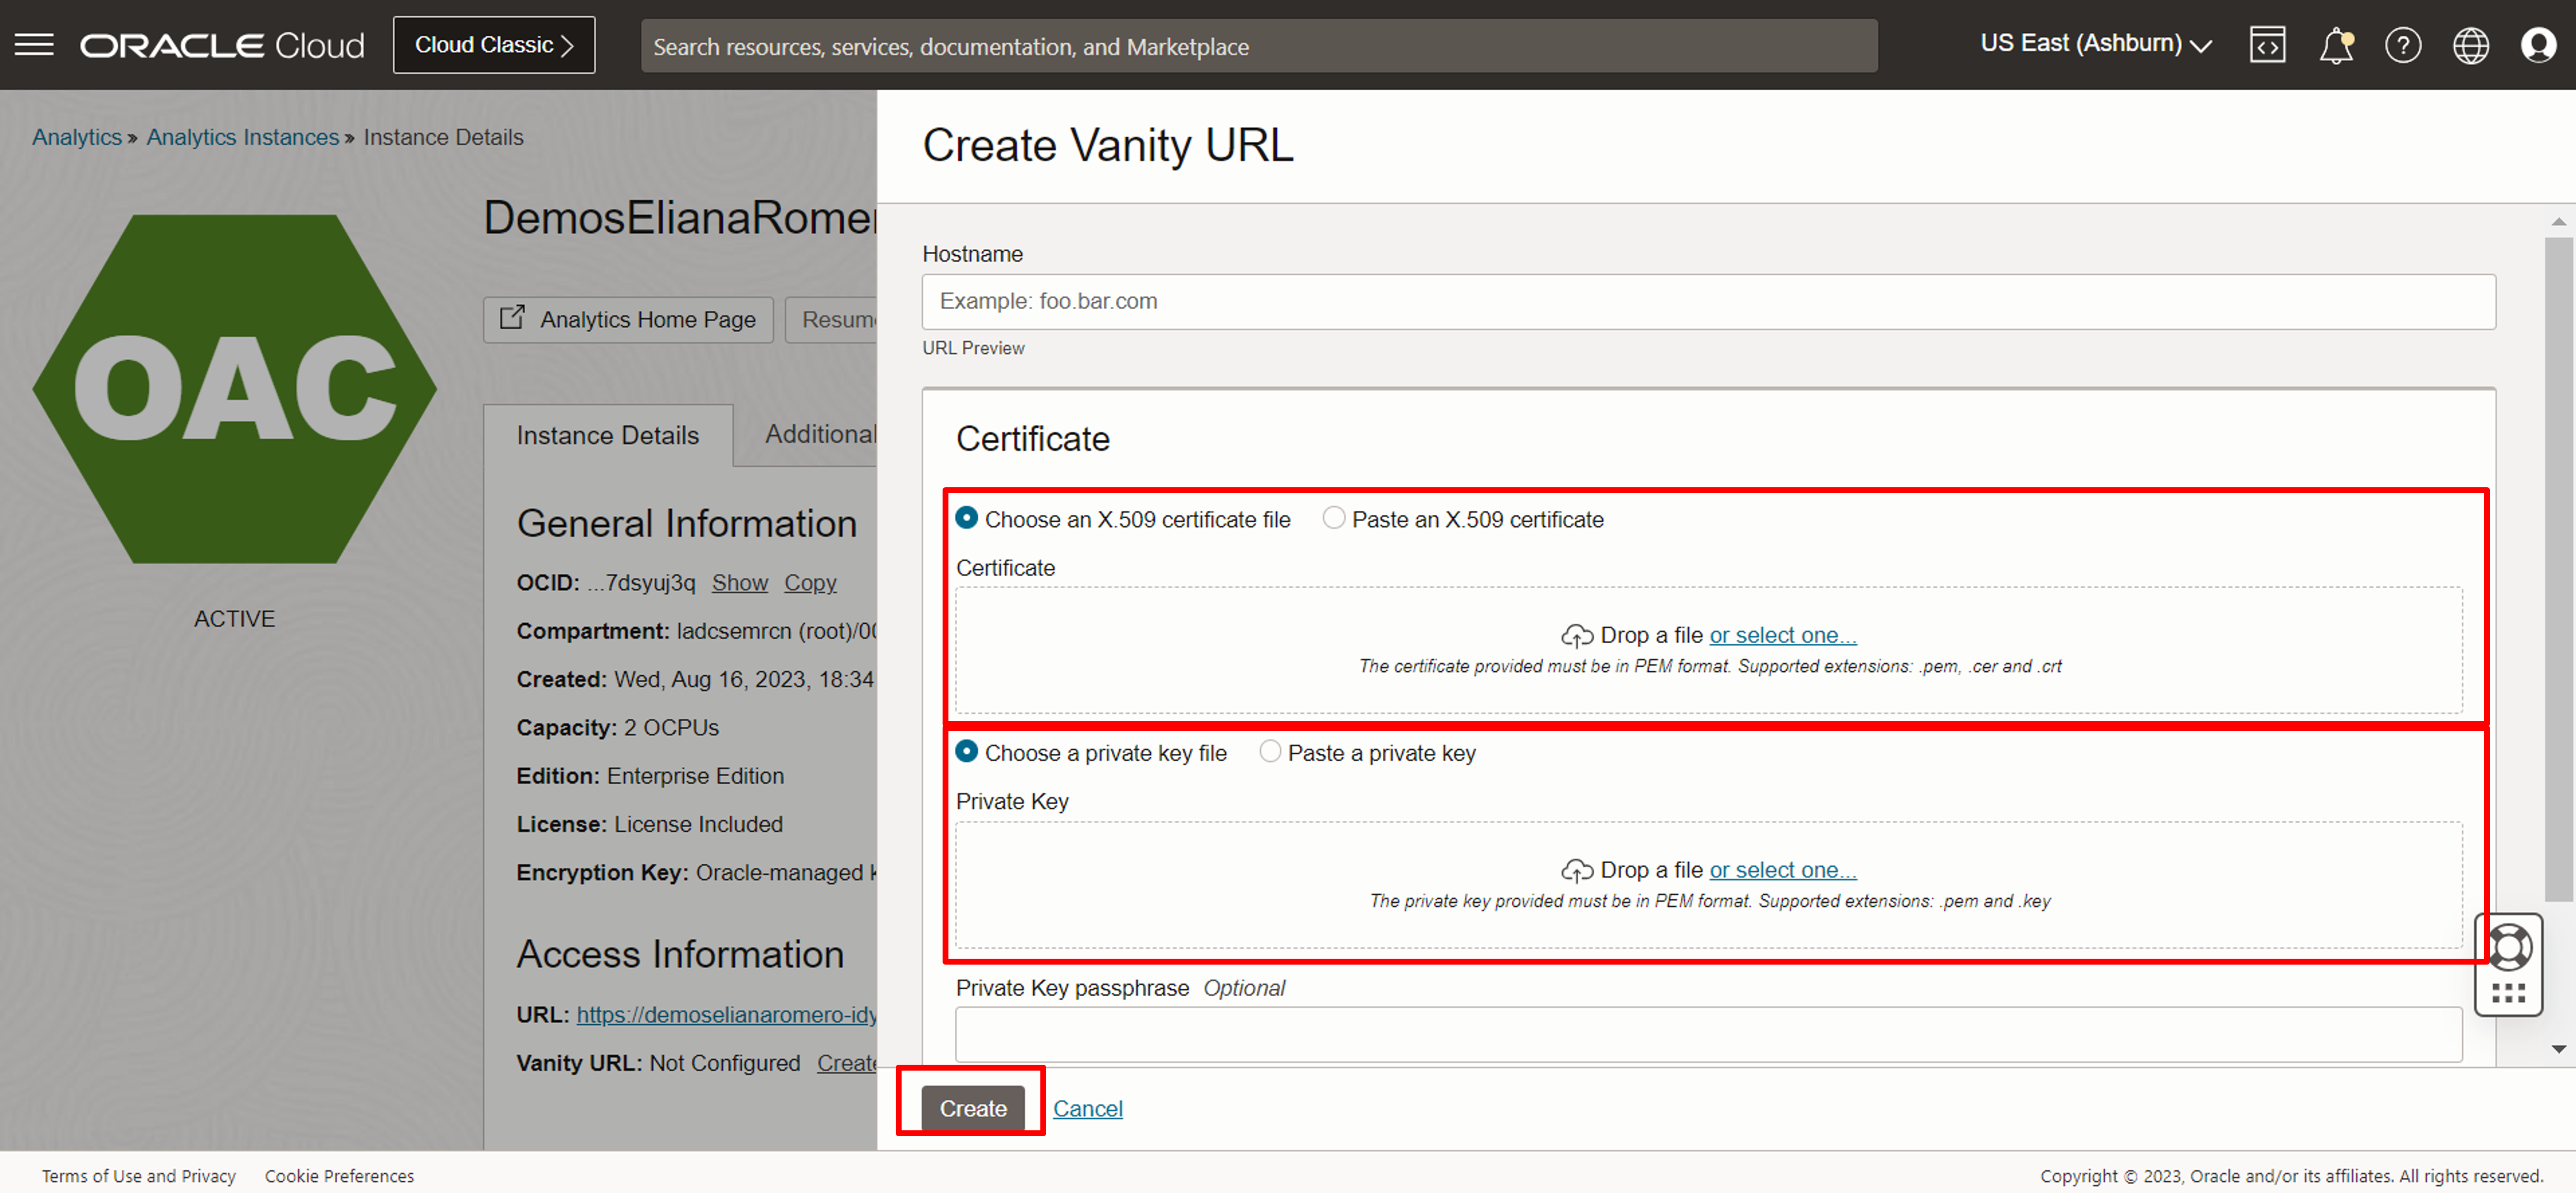 ORACLE Cloud
Cloud Classic
Search resources, services, documentation, and Marketplace
US East (Ashburn)
Analytics » Analytics Instances » Instance Details
OAC
ACTIVE
DemosElianaRomer
Analytics Home Page
Resum
Instance Details
Additional
General Information
OCID: ...7dsyuj3q Show Copy
Compartment: ladcsemrcn (root)/00
Created: Wed, Aug 16, 2023, 18:34
Capacity: 2 OCPUs
Edition: Enterprise Edition
License: License Included
Encryption Key: Oracle-managed k
Access Information
URL: https://demoselianaromero-idy
Vanity URL: Not Configured Create
Create Vanity URL
Hostname
Example: foo.bar.com
URL Preview
Certificate
Choose an X.509 certificate file Paste an X.509 certificate
Certificate
Drop a file or select one...
The certificate provided must be in PEM format. Supported extensions: .pem, .cer and .crt
Choose a private key file Paste a private key
Private Key
Drop a file or select one...
The private key provided must be in PEM format. Supported extensions: .pem and .key
Private Key passphrase Optional
Create Cancel
Terms of Use and Privacy Cookie Preferences
Copyright © 2023, Oracle and/or its affiliates. All rights reserved.